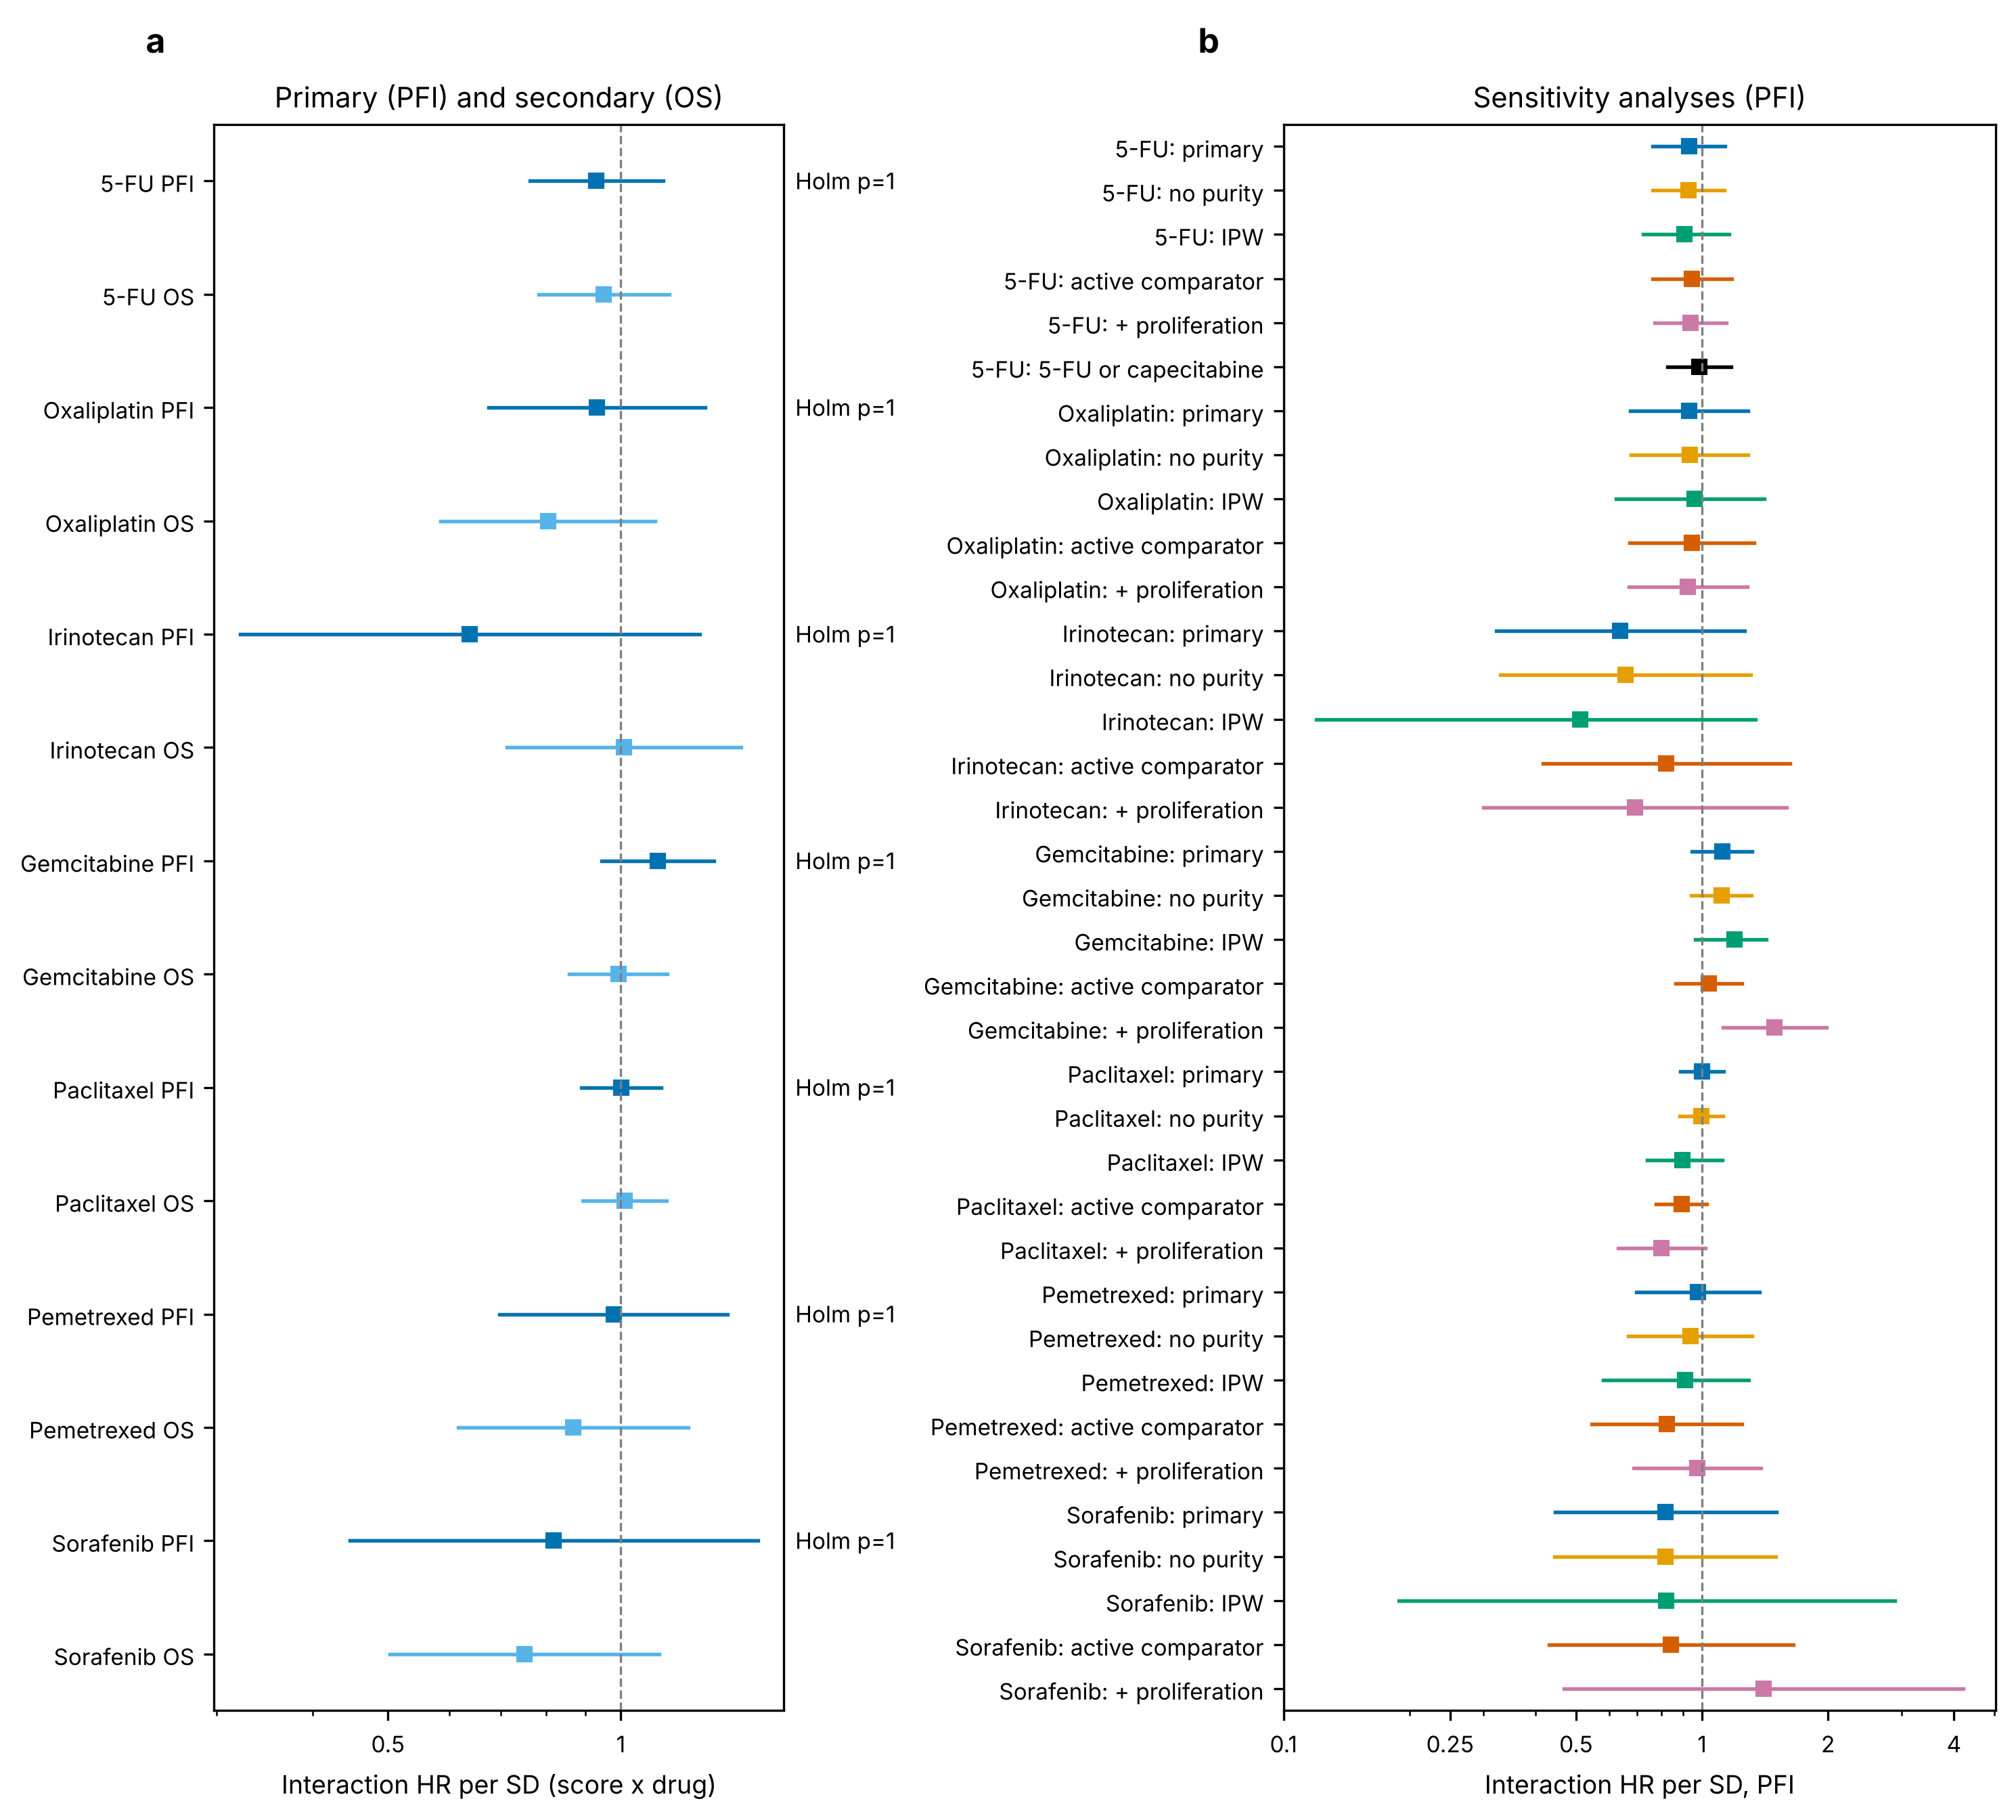 a
Primary (PFI) and secondary (OS)
5-FU PFI
Holm p=1
5-FU OS
Oxaliplatin PFI
Holm p=1
Oxaliplatin OS
Irinotecan PFI
Holm p=1
Irinotecan OS
Gemcitabine PFI
Holm p=1
Gemcitabine OS
Paclitaxel PFI
Holm p=1
Paclitaxel OS
Pemetrexed PFI
Holm p=1
Pemetrexed OS
Sorafenib PFI
Holm p=1
Sorafenib OS
0.5 1
Interaction HR per SD (score x drug)
b
Sensitivity analyses (PFI)
5-FU: primary
5-FU: no purity
5-FU: IPW
5-FU: active comparator
5-FU: + proliferation
5-FU: 5-FU or capecitabine
Oxaliplatin: primary
Oxaliplatin: no purity
Oxaliplatin: IPW
Oxaliplatin: active comparator
Oxaliplatin: + proliferation
Irinotecan: primary
Irinotecan: no purity
Irinotecan: IPW
Irinotecan: active comparator
Irinotecan: + proliferation
Gemcitabine: primary
Gemcitabine: no purity
Gemcitabine: IPW
Gemcitabine: active comparator
Gemcitabine: + proliferation
Paclitaxel: primary
Paclitaxel: no purity
Paclitaxel: IPW
Paclitaxel: active comparator
Paclitaxel: + proliferation
Pemetrexed: primary
Pemetrexed: no purity
Pemetrexed: IPW
Pemetrexed: active comparator
Pemetrexed: + proliferation
Sorafenib: primary
Sorafenib: no purity
Sorafenib: IPW
Sorafenib: active comparator
Sorafenib: + proliferation
0.1 0.25 0.5 1 2 4
Interaction HR per SD, PFI